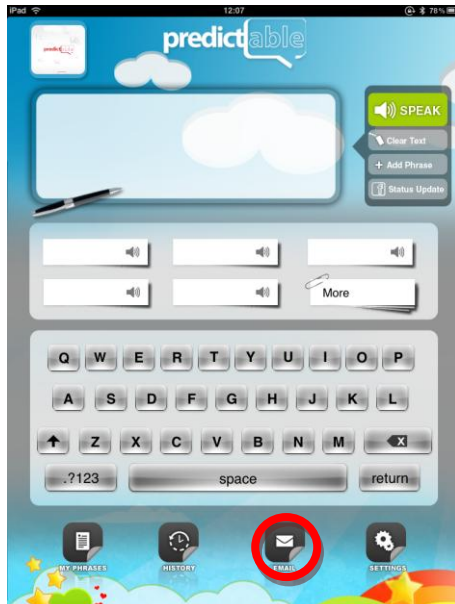 iPad 12:07 78%
predictable
predictable
SPEAK
Clear Text
+ Add Phrase
Status Update
More
Q W E R T Y U I O P
A S D F G H J K L
Z X C V B N M
.?123 space return
MY PHRASES HISTORY EMAIL SETTINGS